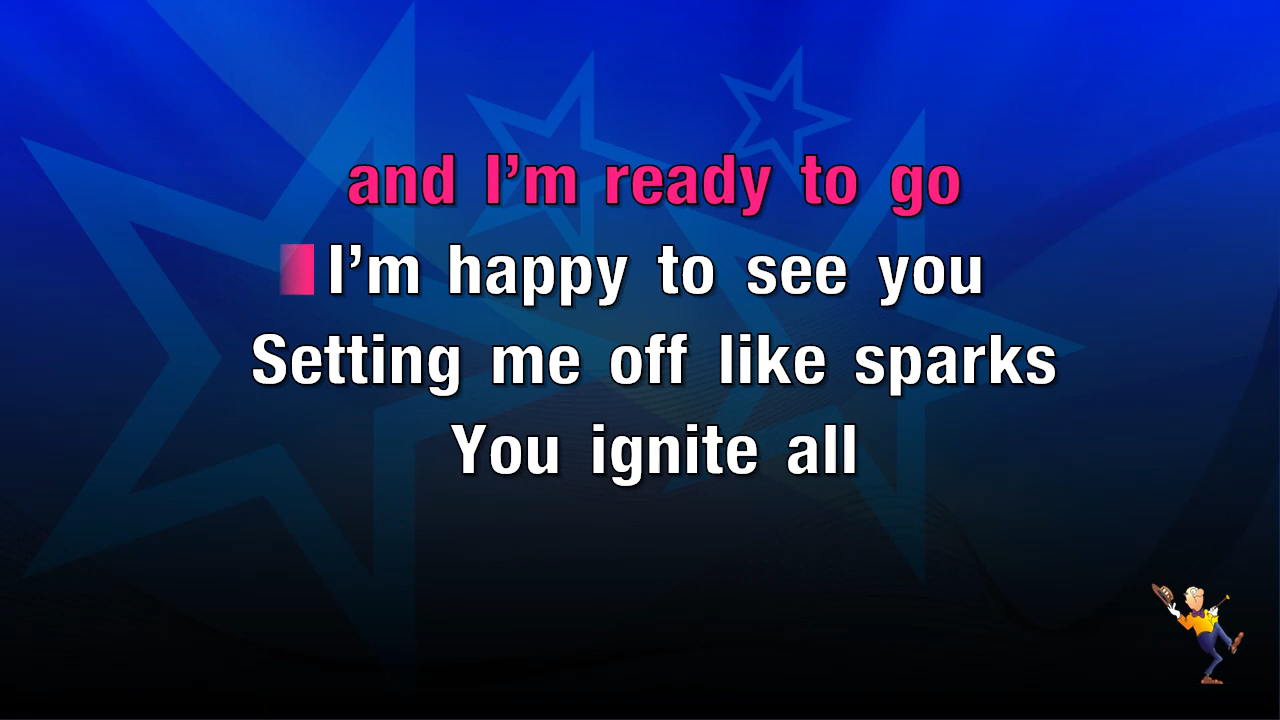 and I’m ready to go
I’m happy to see you
Setting me off like sparks
You ignite all